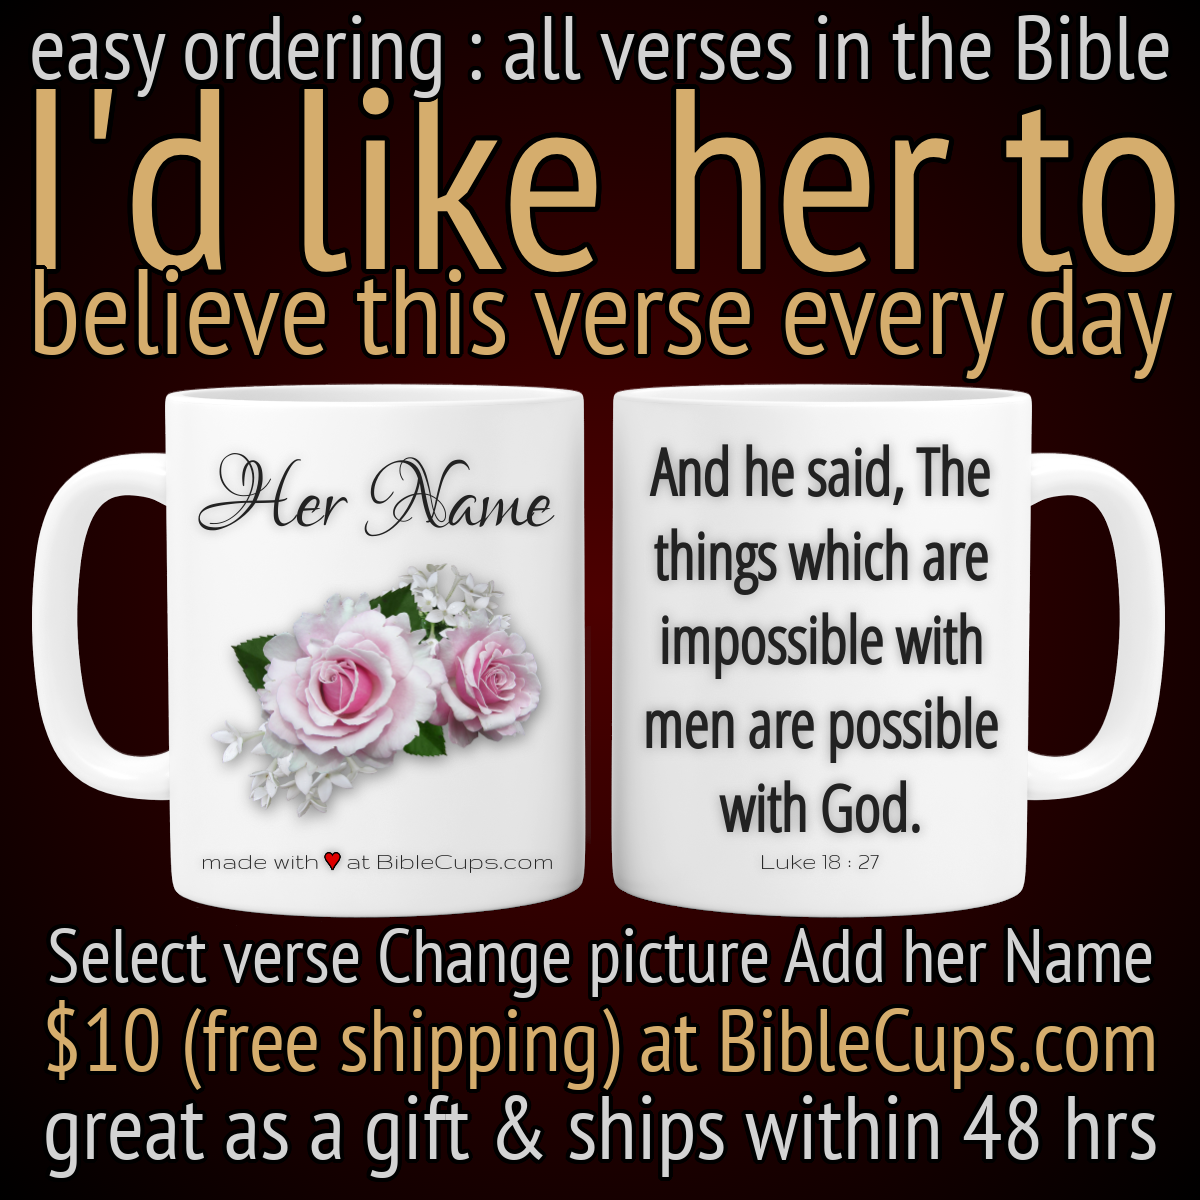 easy ordering : all verses in the Bible
I'd like her to
believe this verse every day
Her Name
made with ♥ at BibleCups.com
And he said, The
things which are
impossible with
men are possible
with God.
Luke 18 : 27
Select verse Change picture Add her Name
$10 (free shipping) at BibleCups.com
great as a gift & ships within 48 hrs